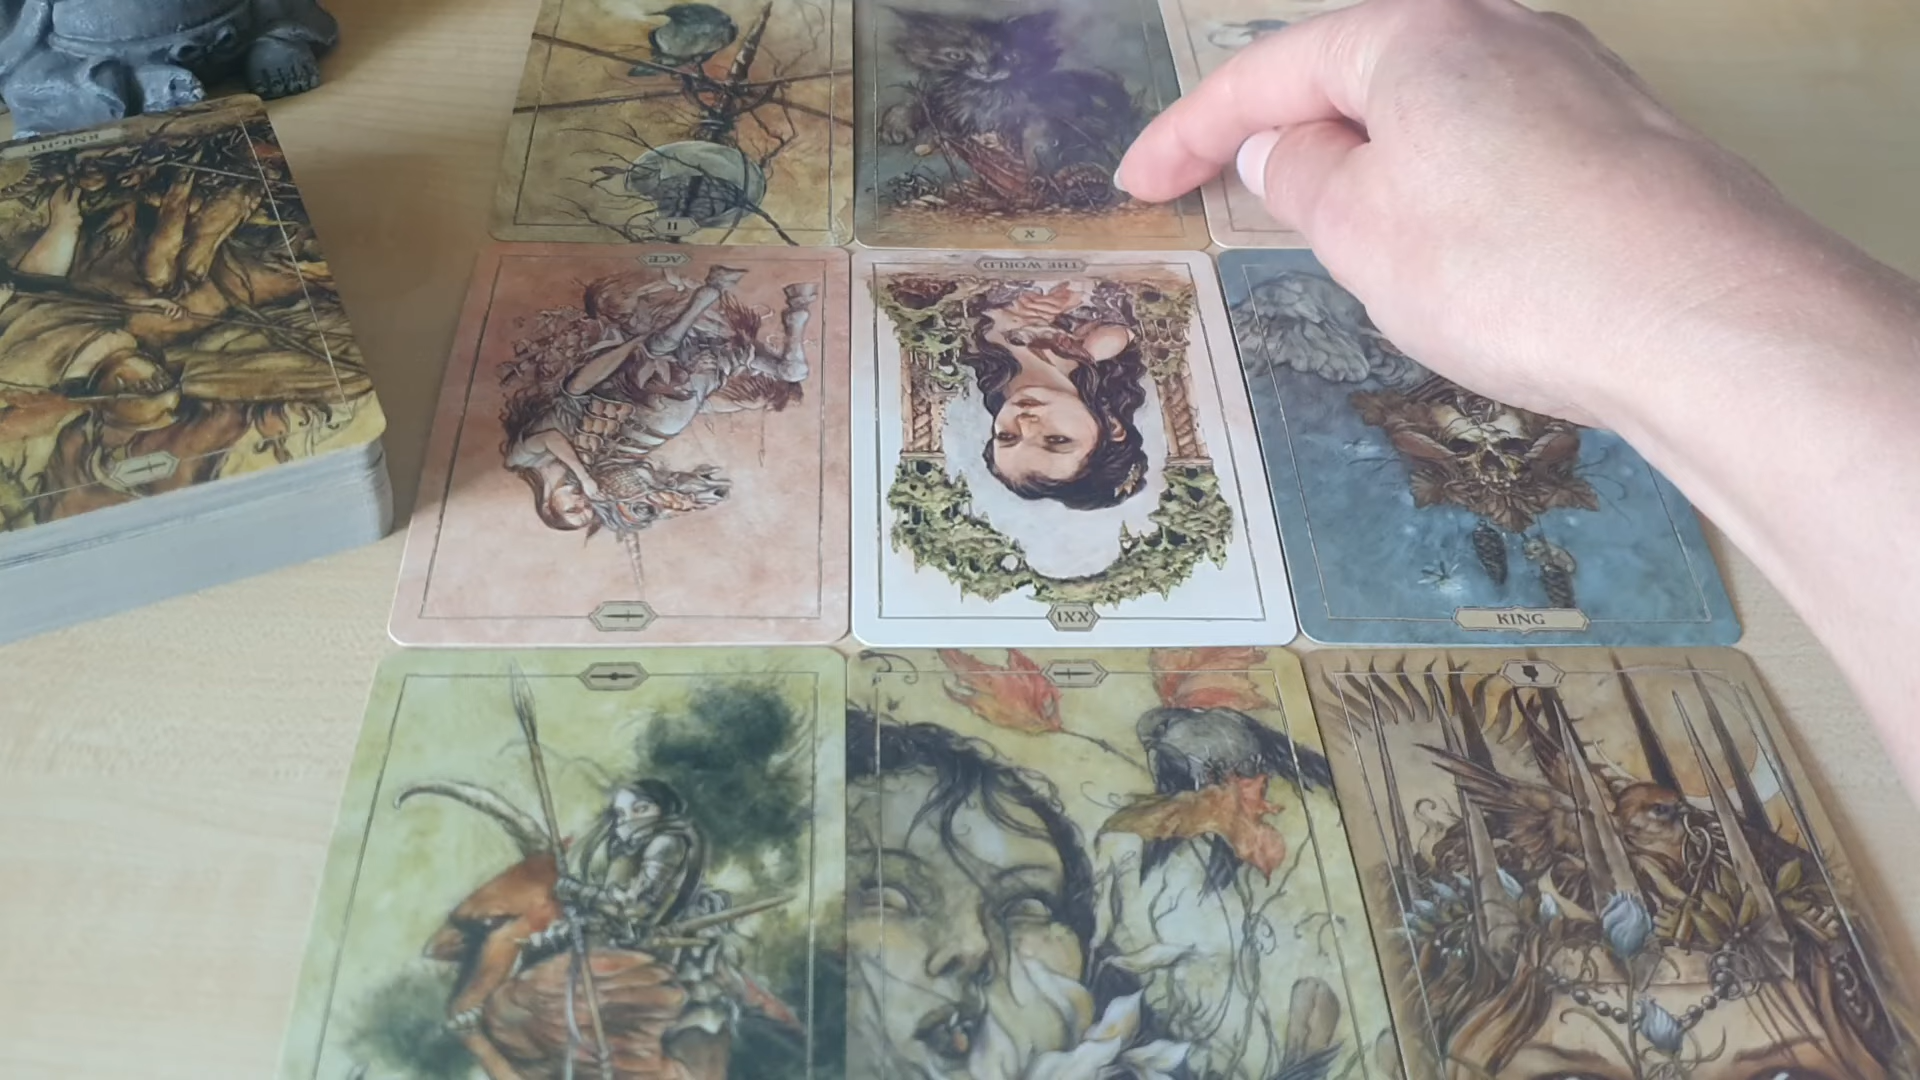 KNIGHT
II
X
ACE
THE WORLD
XXI
KING